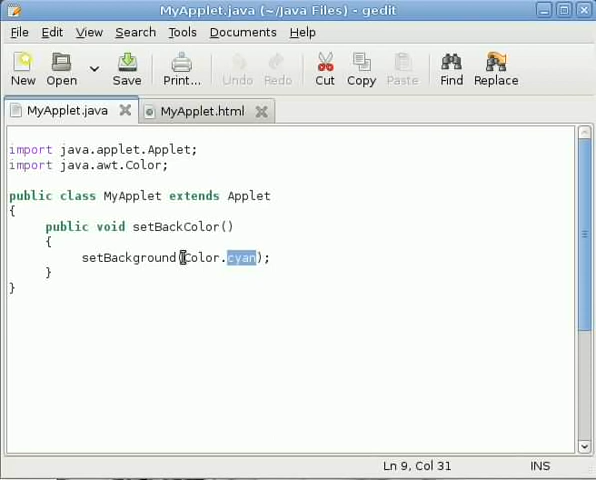 MyApplet.java (~/Java Files) - gedit
File Edit View Search Tools Documents Help
New Open Save Print... Undo Redo Cut Copy Paste Find Replace
MyApplet.java MyApplet.html
import java.applet.Applet;
import java.awt.Color;
public class MyApplet extends Applet
{
public void setBackColor()
{
setBackground(Color.cyan);
}
}
Ln 9, Col 31 INS